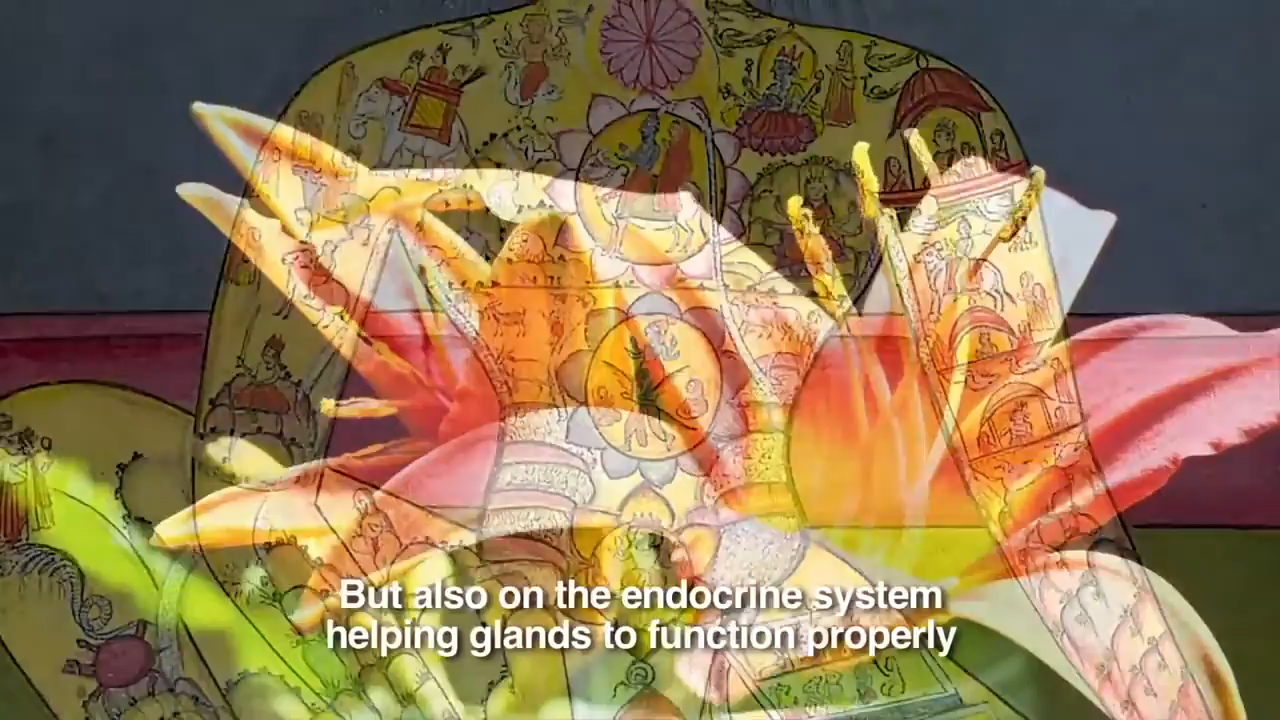 But also on the endocrine system
helping glands to function properly